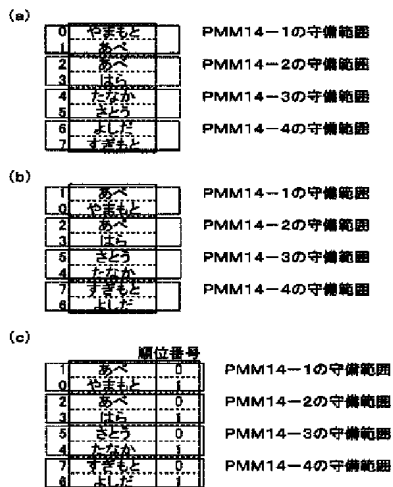 (a)
0 やまもと PMM14－1の守備範囲
1 あべ
2 あべ PMM14－2の守備範囲
3 はら
4 たなか PMM14－3の守備範囲
5 さとう
6 よしだ PMM14－4の守備範囲
7 すぎもと
(b)
1 あべ PMM14－1の守備範囲
0 やまもと
2 あべ PMM14－2の守備範囲
3 はら
5 さとう PMM14－3の守備範囲
4 たなか
7 すぎもと PMM14－4の守備範囲
6 よしだ
(c)
順位番号
1 あべ 0 PMM14－1の守備範囲
0 やまもと 1
2 あべ 0 PMM14－2の守備範囲
3 はら 1
5 さとう 0 PMM14－3の守備範囲
4 たなか 1
7 すぎもと 0 PMM14－4の守備範囲
6 よしだ 1